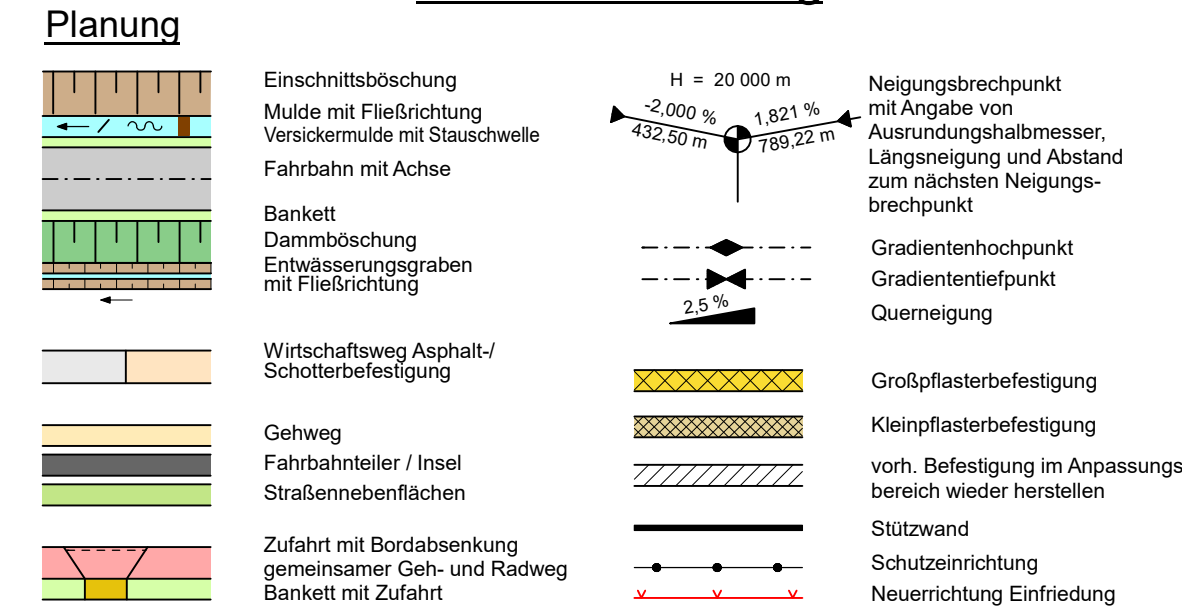 Planung
Einschnittsböschung
Mulde mit Fließrichtung
Versickermulde mit Stauschwelle
Fahrbahn mit Achse
Bankett
Dammböschung
Entwässerungsgraben
mit Fließrichtung
Wirtschaftsweg Asphalt-/
Schotterbefestigung
Gehweg
Fahrbahnteiler / Insel
Straßennebenflächen
Zufahrt mit Bordabsenkung
gemeinsamer Geh- und Radweg
Bankett mit Zufahrt
H = 20 000 m
-2,000 %
1,821 %
432,50 m
789,22 m
Neigungsbrechpunkt
mit Angabe von
Ausrundungshalbmesser,
Längsneigung und Abstand
zum nächsten Neigungs-
brechpunkt
Gradientenhochpunkt
Gradiententiefpunkt
2,5 %
Querneigung
Großpflasterbefestigung
Kleinpflasterbefestigung
vorh. Befestigung im Anpassungs
bereich wieder herstellen
Stützwand
Schutzeinrichtung
Neuerrichtung Einfriedung